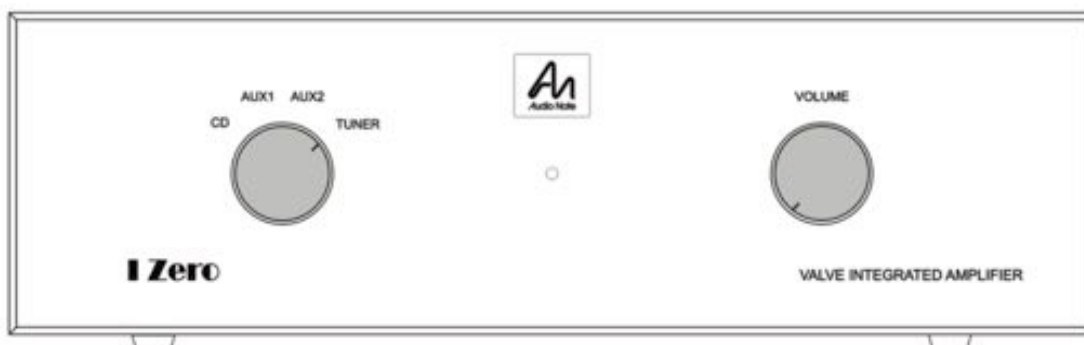 AUX1 AUX2
CD TUNER
Audio Note
VOLUME
I Zero
VALVE INTEGRATED AMPLIFIER